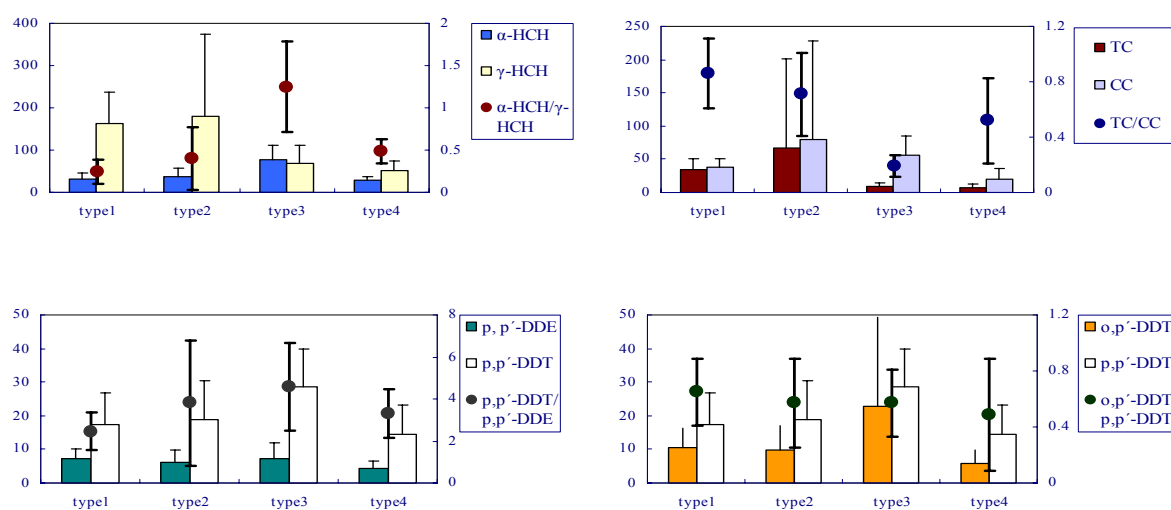 400
300
200
100
0
2
1.5
1
0.5
0
type1 type2 type3 type4
α-HCH
γ-HCH
α-HCH/γ-
HCH
250
200
150
100
50
0
1.2
0.8
0.4
0
type1 type2 type3 type4
TC
CC
TC/CC
50
40
30
20
10
0
8
6
4
2
0
type1 type2 type3 type4
p, p´-DDE
p,p´-DDT
p,p´-DDT/
p,p´-DDE
50
40
30
20
10
0
1.2
0.8
0.4
0
type1 type2 type3 type4
o,p´-DDT
p,p´-DDT
o,p´-DDT
p,p´-DDT